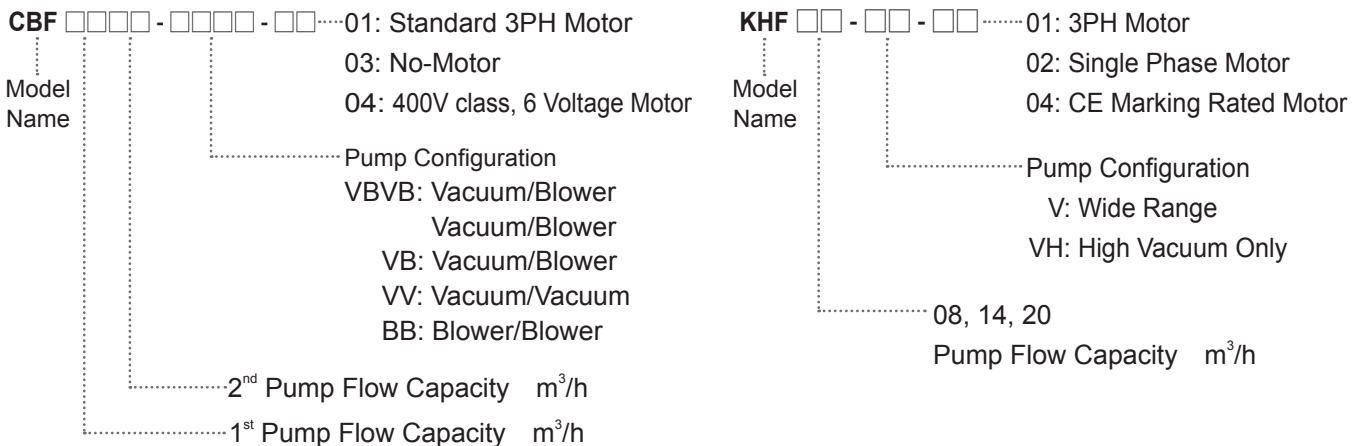 CBF □□□□ - □□□□ - □□ 01: Standard 3PH Motor
03: No-Motor
04: 400V class, 6 Voltage Motor
Model
Name
Pump Configuration
VBVB: Vacuum/Blower
Vacuum/Blower
VB: Vacuum/Blower
VV: Vacuum/Vacuum
BB: Blower/Blower
2nd Pump Flow Capacity m³/h
1st Pump Flow Capacity m³/h
KHF □□ - □□ - □□ 01: 3PH Motor
02: Single Phase Motor
04: CE Marking Rated Motor
Model
Name
Pump Configuration
V: Wide Range
VH: High Vacuum Only
08, 14, 20
Pump Flow Capacity m³/h